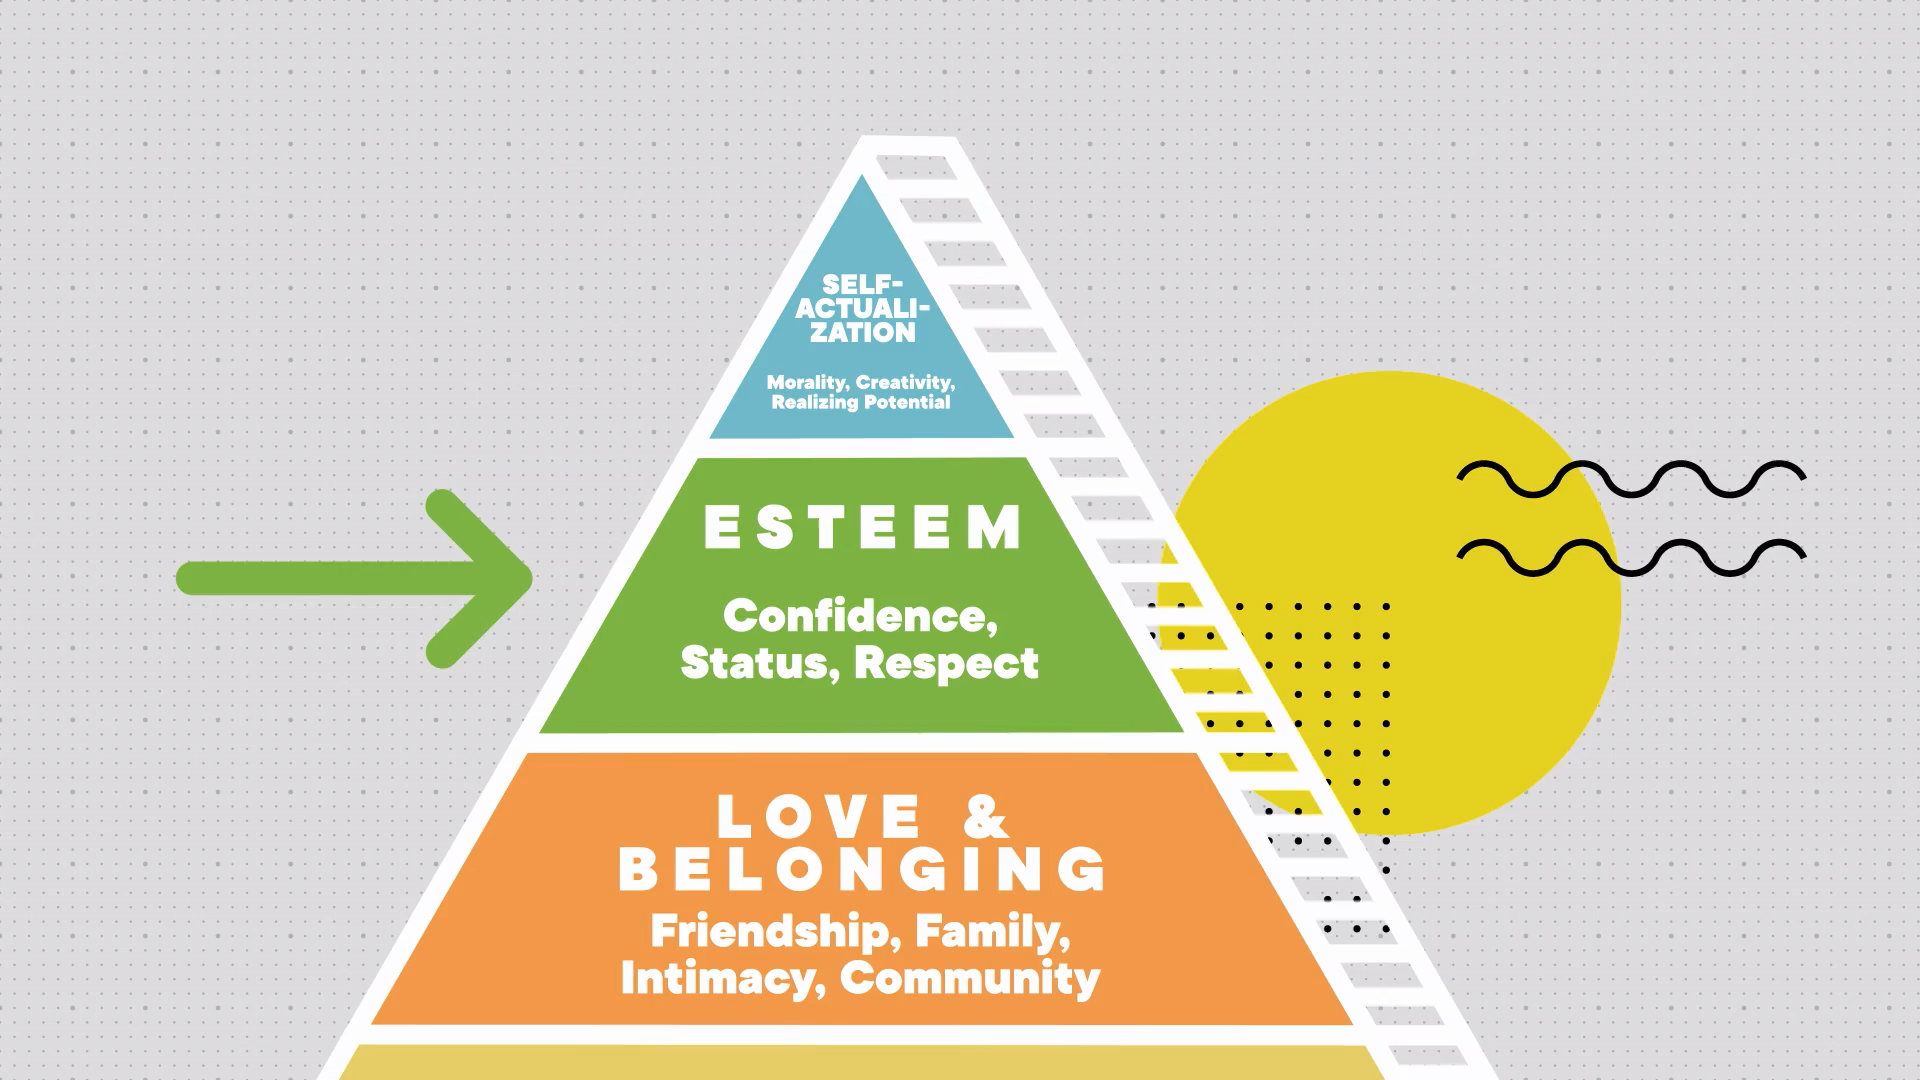 SELF-
ACTUALI-
ZATION
Morality, Creativity,
Realizing Potential
ESTEEM
Confidence,
Status, Respect
LOVE &
BELONGING
Friendship, Family,
Intimacy, Community